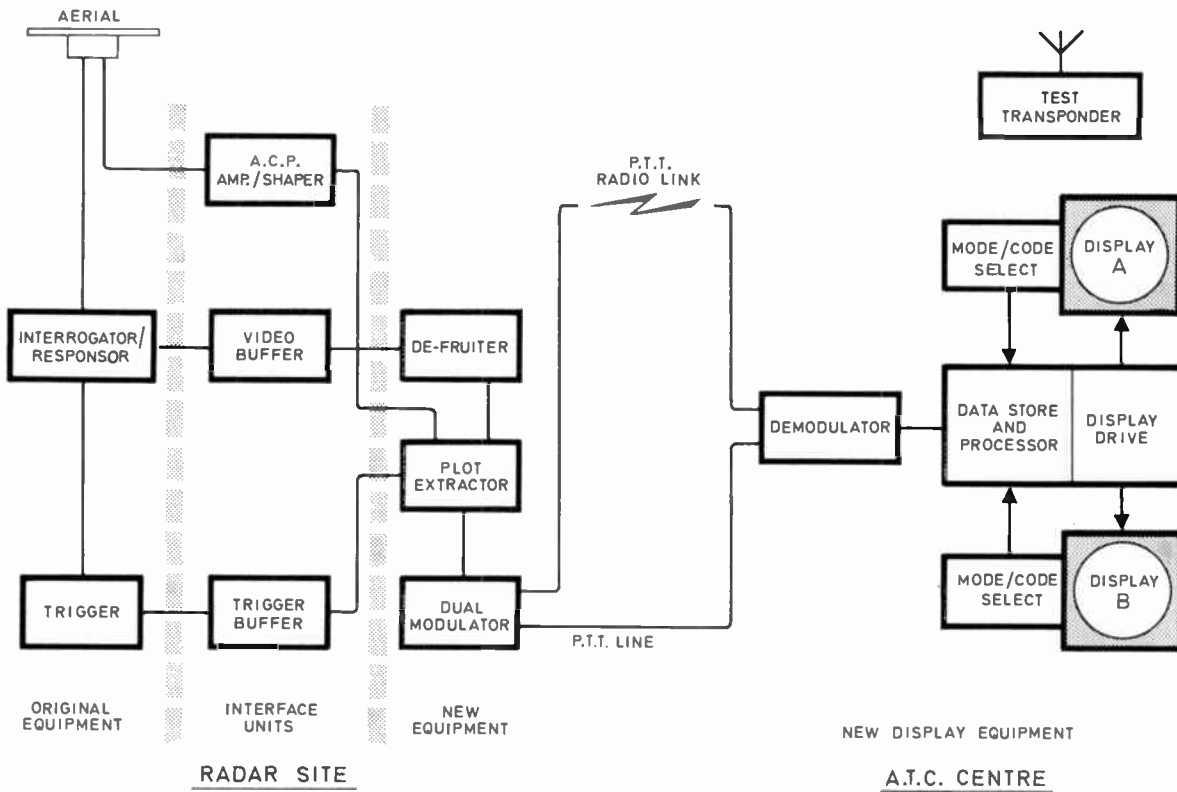 AERIAL
TEST
TRANSPONDER
A.C.P.
AMP./SHAPER
P.T.T.
RADIO LINK
MODE/CODE
SELECT
DISPLAY
A
INTERROGATOR/
RESPONSOR
VIDEO
BUFFER
DE-FRUITER
PLOT
EXTRACTOR
DEMODULATOR
DATA STORE
AND
PROCESSOR
DISPLAY
DRIVE
TRIGGER
TRIGGER
BUFFER
DUAL
MODULATOR
P.T.T. LINE
MODE/CODE
SELECT
DISPLAY
B
ORIGINAL
EQUIPMENT
INTERFACE
UNITS
NEW
EQUIPMENT
NEW DISPLAY EQUIPMENT
RADAR SITE
A.T.C. CENTRE